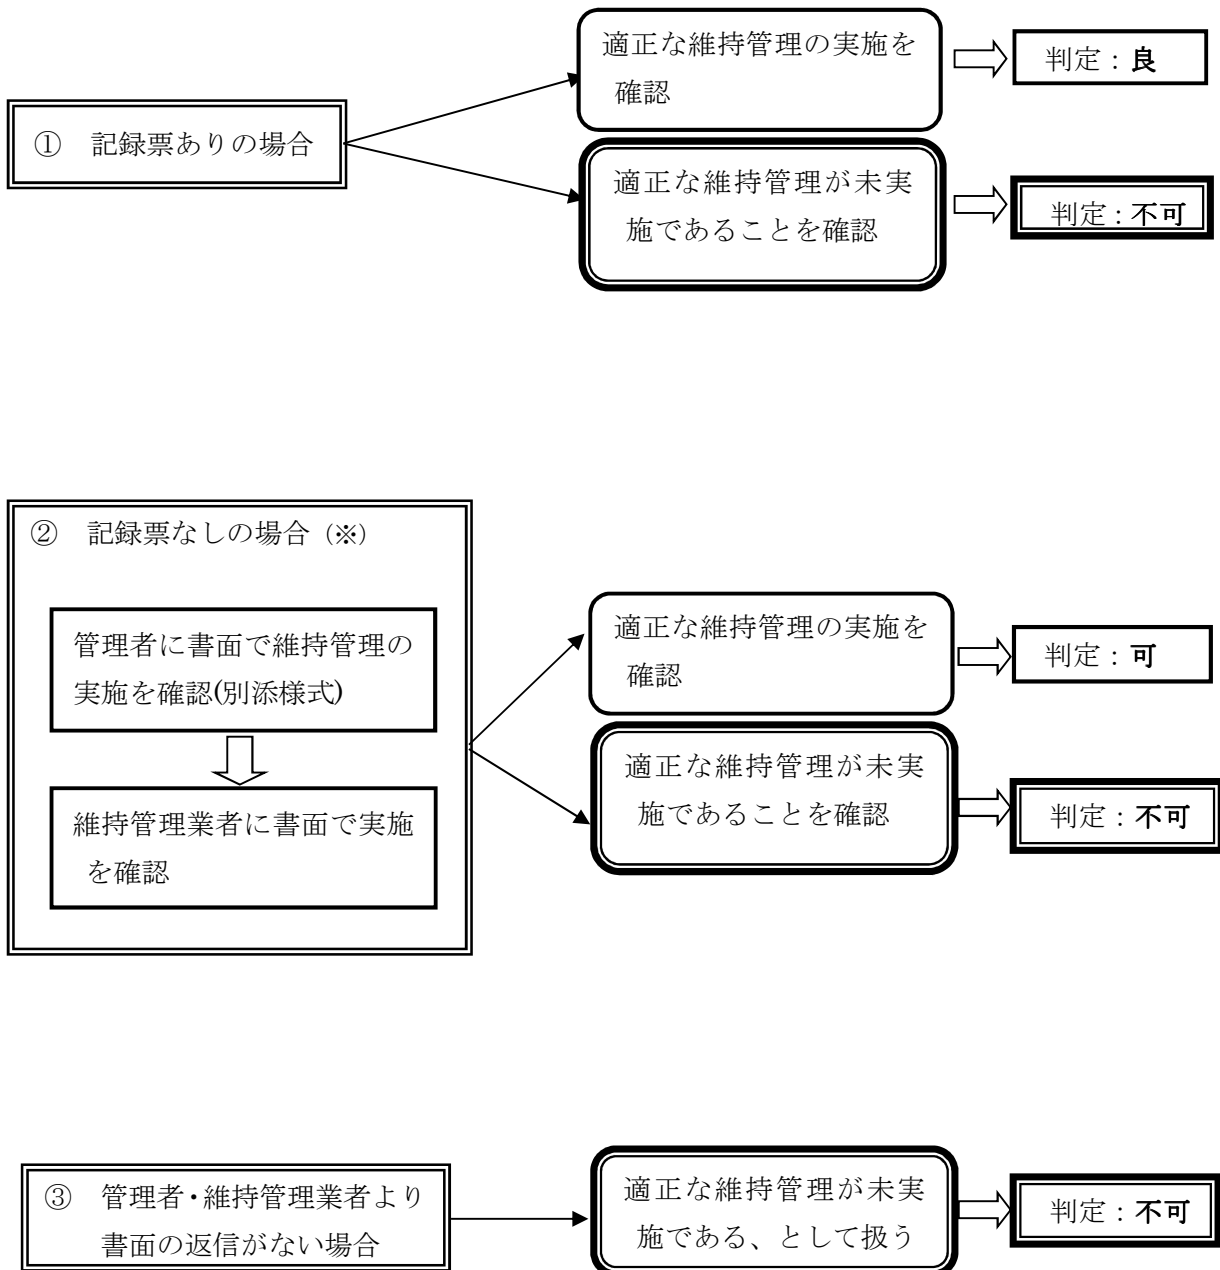 ① 記録票ありの場合
適正な維持管理の実施を
確認
判定：良
適正な維持管理が未実
施であることを確認
判定：不可
② 記録票なしの場合（※）
管理者に書面で維持管理の
実施を確認(別添様式)
維持管理業者に書面で実施
を確認
適正な維持管理の実施を
確認
判定：可
適正な維持管理が未実
施であることを確認
判定：不可
③ 管理者・維持管理業者より
書面の返信がない場合
適正な維持管理が未実
施である、として扱う
判定：不可